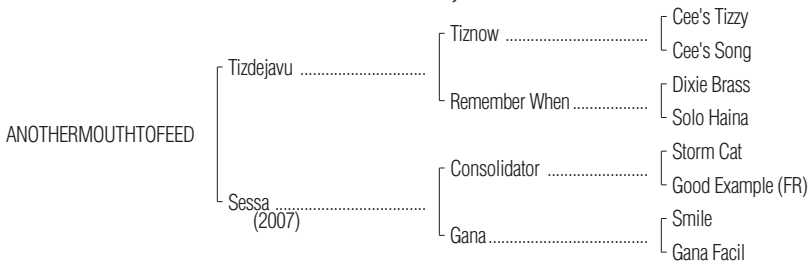 Cee's Tizzy
Tiznow ..........................................
Cee's Song
Tizdejavu .....................................
Dixie Brass
Remember When......................
Solo Haina
ANOTHERMOUTHTOFEED
Storm Cat
Consolidator .............................
Good Example (FR)
Sessa ............................................
(2007)
Smile
Gana...............................................
Gana Facil